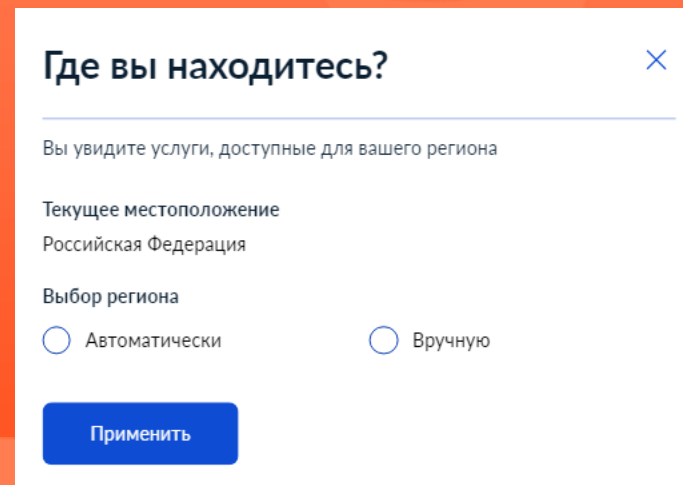 Где вы находитесь?
Вы увидите услуги, доступные для вашего региона
Текущее местоположение
Российская Федерация
Выбор региона
Автоматически
Вручную
Применить